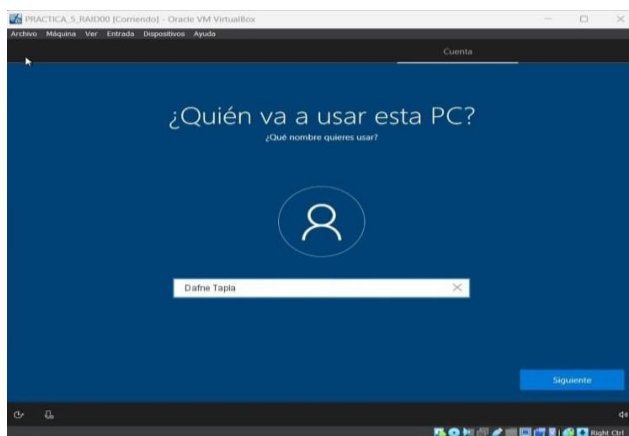 PRACTICA_5_RAID00 [Corriendo] - Oracle VM VirtualBox
Archivo Máquina Ver Entrada Dispositivos Ayuda
Cuenta
¿Quién va a usar esta PC?
¿Qué nombre quieres usar?
Dafne Tapia
Siguiente
Right Ctrl